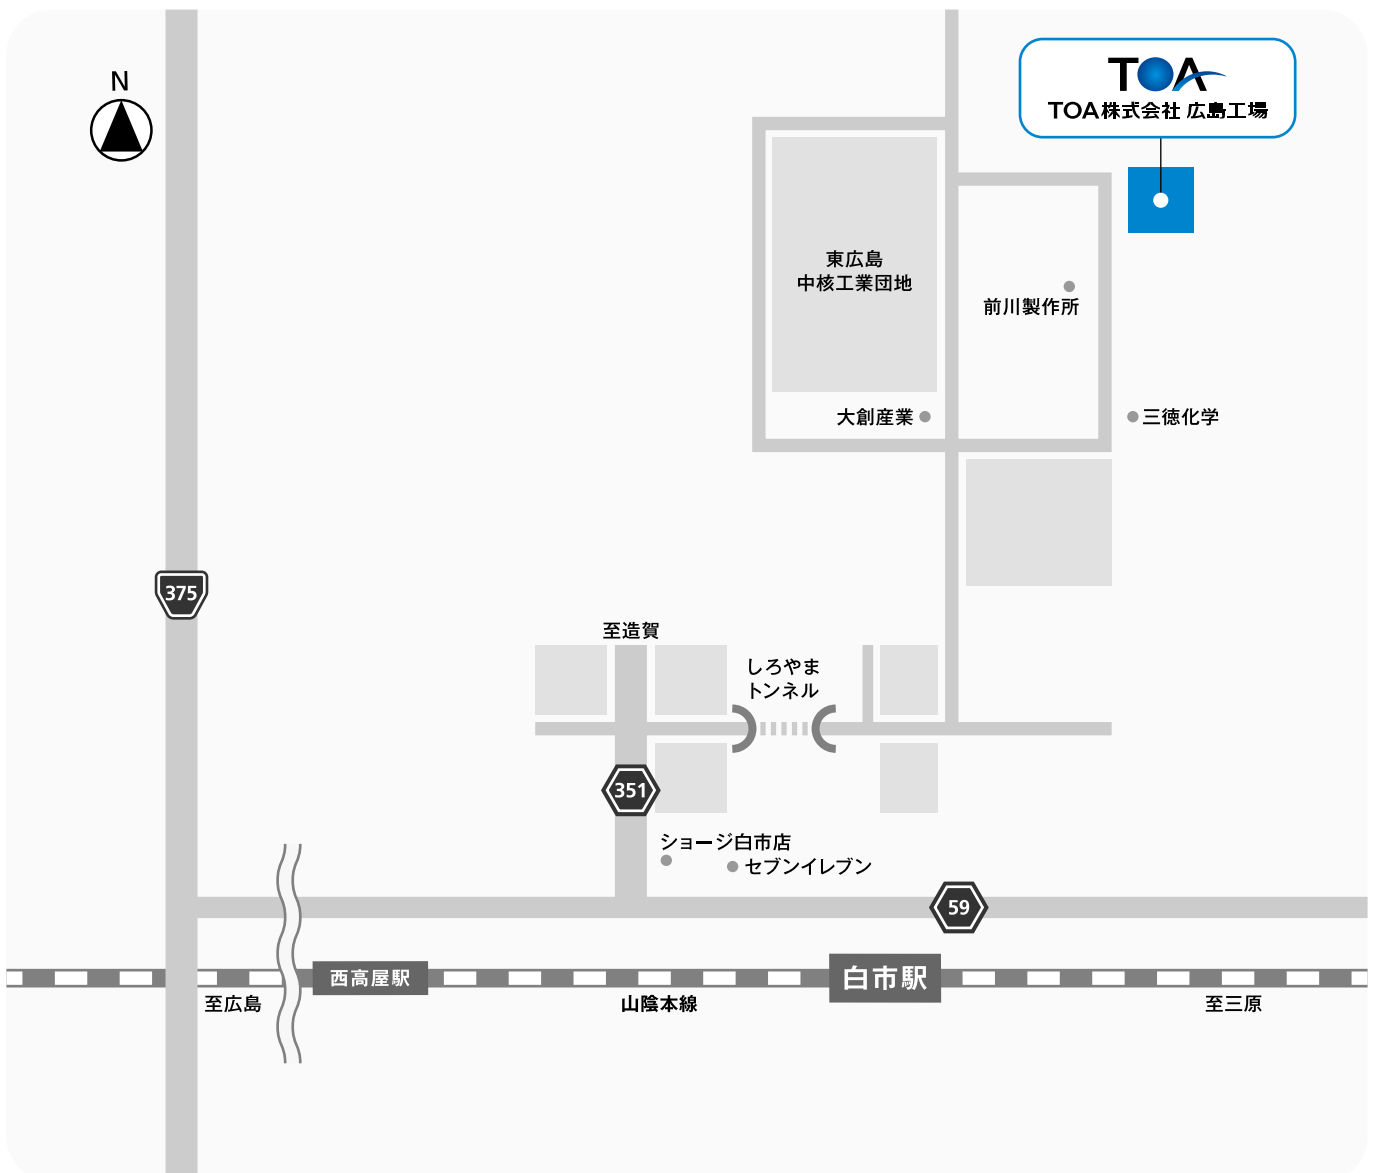 N
TOA
TOA株式会社 広島工場
東広島
中核工業団地
前川製作所
大創産業
三徳化学
375
至造賀
しろやま
トンネル
351
ショージ白市店
セブンイレブン
59
西高屋駅
白市駅
至広島
山陰本線
至三原